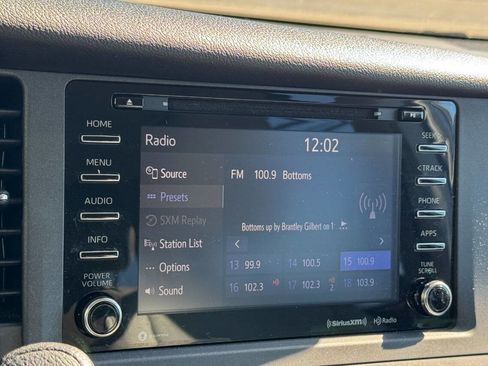 HOME
MENU
AUDIO
INFO
POWER
VOLUME
Radio 12:02
Source
Presets
SXM Replay
Station List
Options
Sound
FM 100.9 Bottoms
Bottoms up by Brantley Gilbert on 1
13 99.9 14 100.5 15 100.9
16 102.3 17 102.3 2 18 103.9
SEEK>
<TRACK
PHONE
APPS
TUNE
SCROLL
SiriusXM HD Radio